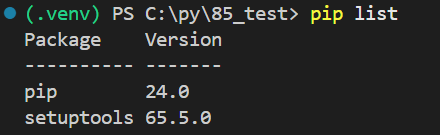 (.venv) PS C:\py\85_test> pip list
Package    Version
---------- -------
pip        24.0
setuptools 65.5.0